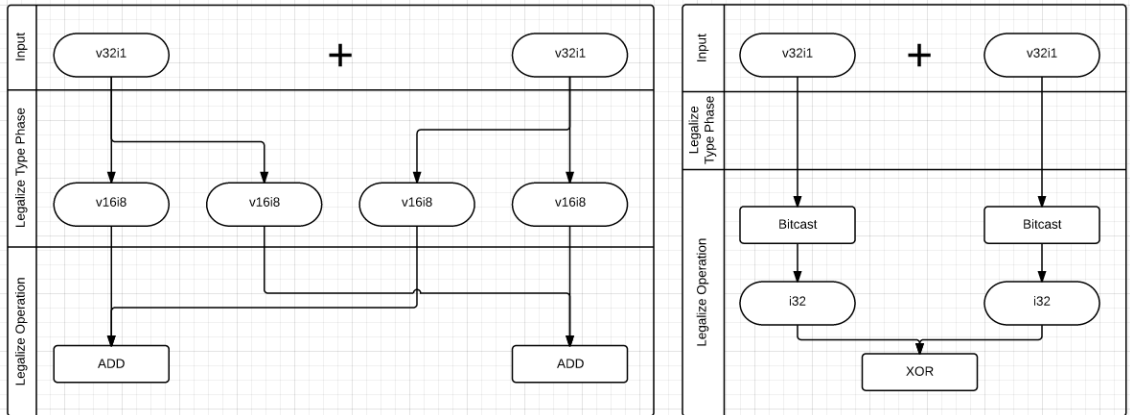 Input
v32i1
+
v32i1
Legalize Type Phase
v16i8
v16i8
v16i8
v16i8
Legalize Operation
ADD
ADD
Input
v32i1
+
v32i1
Legalize
Type Phase
Legalize Operation
Bitcast
Bitcast
i32
i32
XOR